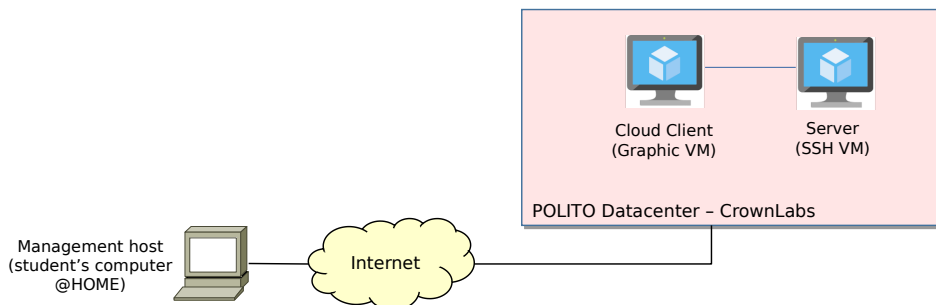 Cloud Client
(Graphic VM)
Server
(SSH VM)
POLITO Datacenter – CrownLabs
Management host
(student’s computer
@HOME)
Internet